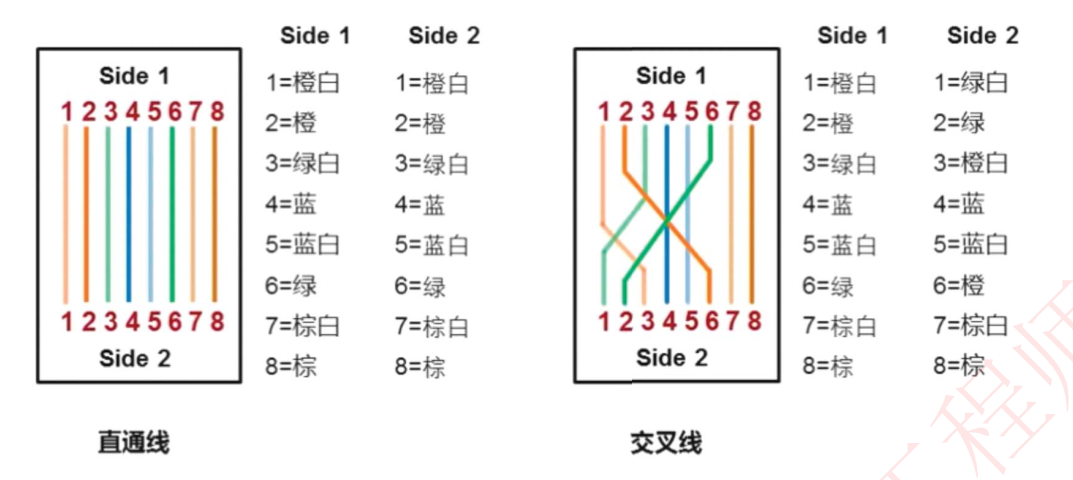 Side 1 Side 2
Side 1
1 2 3 4 5 6 7 8
1=橙白 1=橙白
2=橙 2=橙
3=绿白 3=绿白
4=蓝 4=蓝
5=蓝白 5=蓝白
6=绿 6=绿
7=棕白 7=棕白
8=棕 8=棕
1 2 3 4 5 6 7 8
Side 2
直通线
Side 1 Side 2
Side 1
1 2 3 4 5 6 7 8
1=橙白 1=绿白
2=橙 2=绿
3=绿白 3=橙白
4=蓝 4=蓝
5=蓝白 5=蓝白
6=绿 6=橙
7=棕白 7=棕白
8=棕 8=棕
1 2 3 4 5 6 7 8
Side 2
交叉线
程师